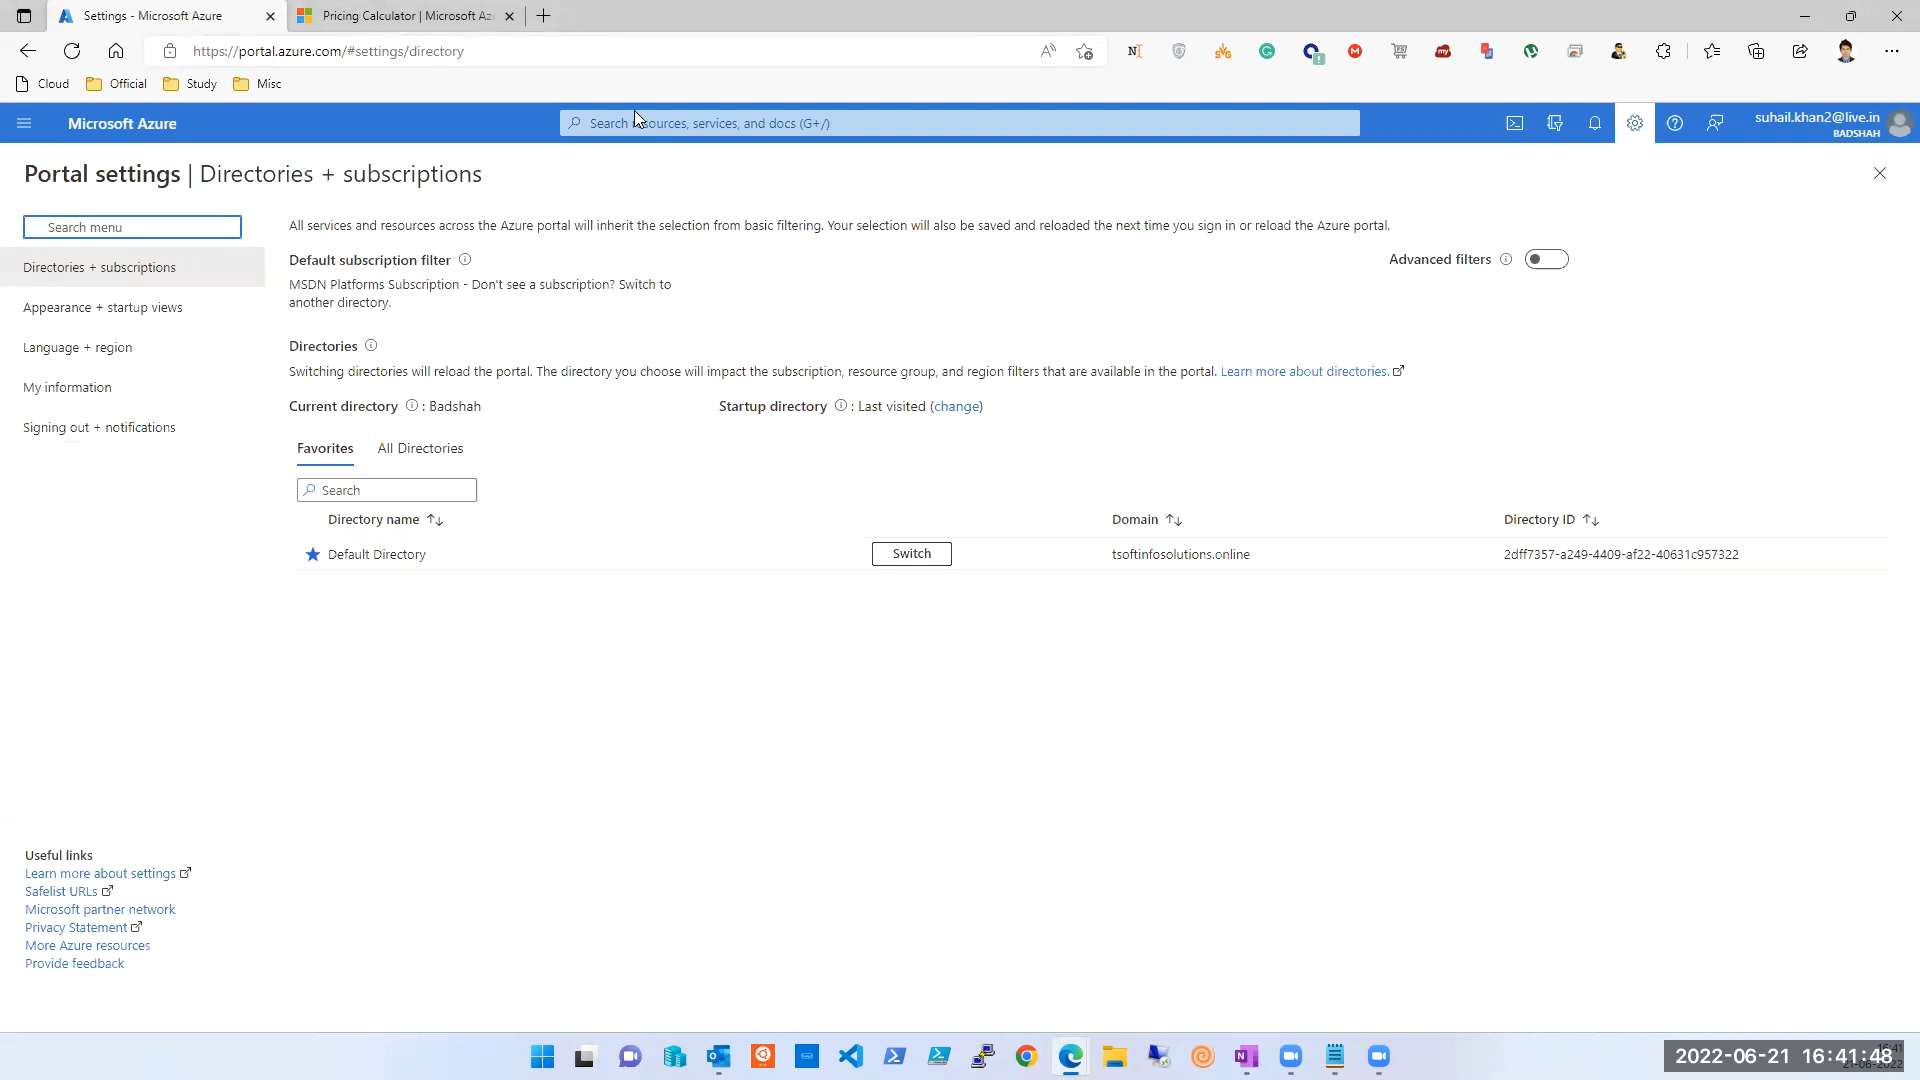 Settings - Microsoft Azure
Pricing Calculator | Microsoft Az
https://portal.azure.com/#settings/directory
Cloud
Official
Study
Misc
Microsoft Azure
Search resources, services, and docs (G+/)
suhail.khan2@live.in
BADSHAH
Portal settings | Directories + subscriptions
Search menu
Directories + subscriptions
Appearance + startup views
Language + region
My information
Signing out + notifications
All services and resources across the Azure portal will inherit the selection from basic filtering. Your selection will also be saved and reloaded the next time you sign in or reload the Azure portal.
Default subscription filter
Advanced filters
MSDN Platforms Subscription - Don't see a subscription? Switch to
another directory.
Directories
Switching directories will reload the portal. The directory you choose will impact the subscription, resource group, and region filters that are available in the portal. Learn more about directories.
Current directory : Badshah
Startup directory : Last visited (change)
Favorites
All Directories
Search
Directory name
Domain
Directory ID
Default Directory
Switch
tsoftinfosolutions.online
2dff7357-a249-4409-af22-40631c957322
Useful links
Learn more about settings
Safelist URLs
Microsoft partner network
Privacy Statement
More Azure resources
Provide feedback
2022-06-21 16:41:48